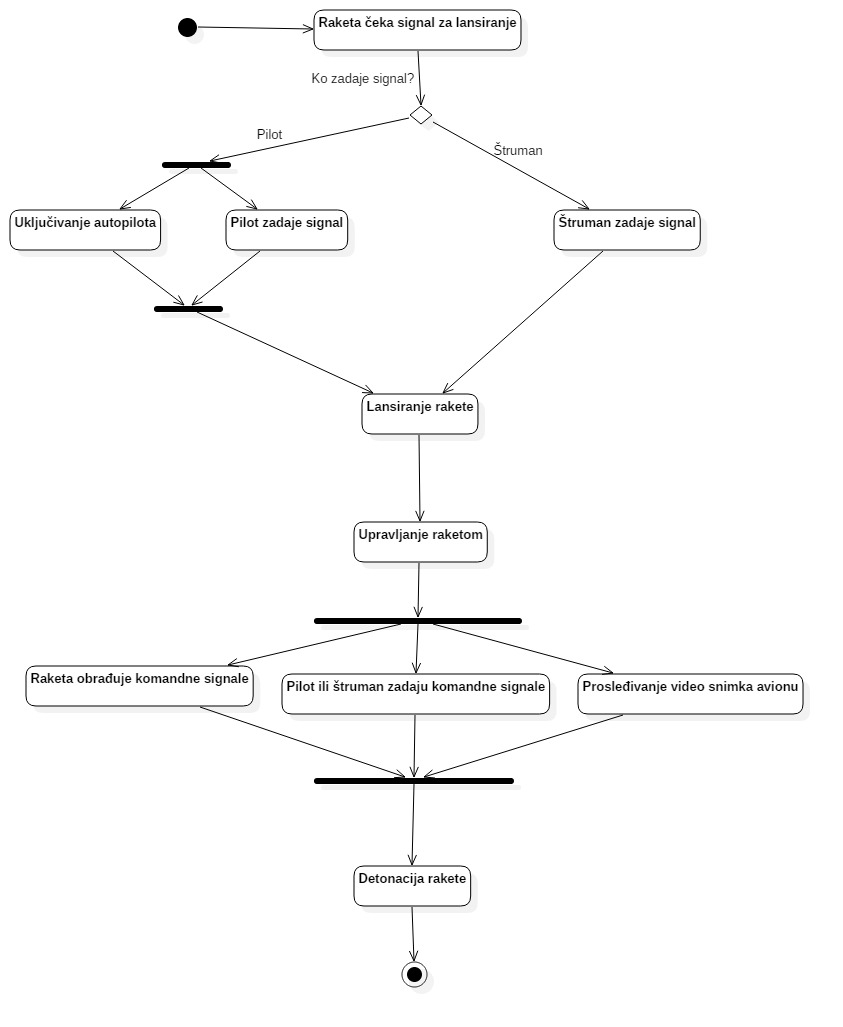 Raketa čeka signal za lansiranje
Ko zadaje signal?
Pilot
Štruman
Uključivanje autopilota
Pilot zadaje signal
Štruman zadaje signal
Lansiranje rakete
Upravljanje raketom
Raketa obrađuje komandne signale
Pilot ili štruman zadaju komandne signale
Prosleđivanje video snimka avionu
Detonacija rakete